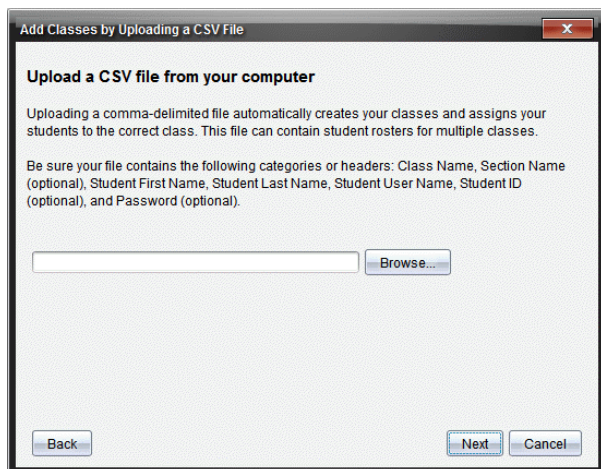 Add Classes by Uploading a CSV File
X
Upload a CSV file from your computer
Uploading a comma-delimited file automatically creates your classes and assigns your
students to the correct class. This file can contain student rosters for multiple classes.
Be sure your file contains the following categories or headers: Class Name, Section Name
(optional), Student First Name, Student Last Name, Student User Name, Student ID
(optional), and Password (optional).
Browse...
Back
Next
Cancel